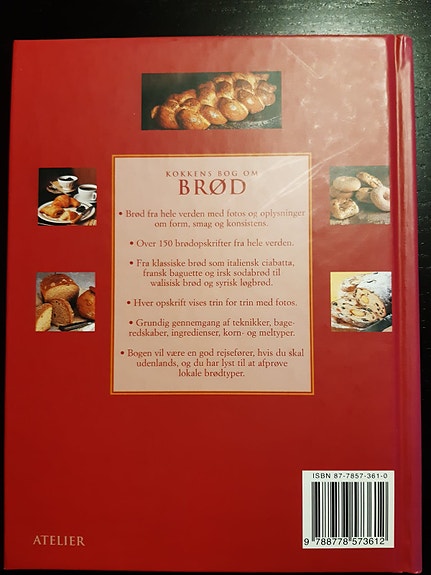 KOKKENS BOG OM
BRØD
• Brød fra hele verden med fotos og oplysninger
om form, smag og konsistens.
• Over 150 brødopskrifter fra hele verden.
• Fra klassiske brød som italiensk ciabatta,
fransk baguette og irsk sodabrød til
walisisk brød og syrisk løgbrød.
• Hver opskrift vises trin for trin med fotos.
• Grundig gennemgang af teknikker, bage-
redskaber, ingredienser, korn- og meltyper.
• Bogen vil være en god rejsefører, hvis du skal
udenlands, og du har lyst til at afprøve
lokale brødtyper.
ISBN 87-7857-361-0
9 788778 573612
ATELIER